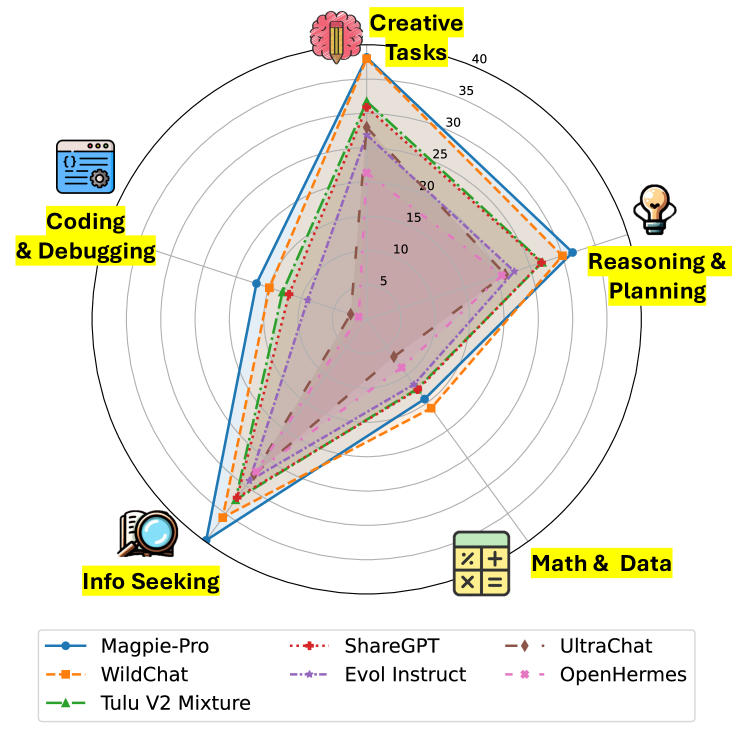 Creative
Tasks
40
35
30
25
20
15
10
5
Coding
& Debugging
Reasoning &
Planning
Info Seeking
Math & Data
Magpie-Pro
WildChat
Tulu V2 Mixture
ShareGPT
Evol Instruct
UltraChat
OpenHermes